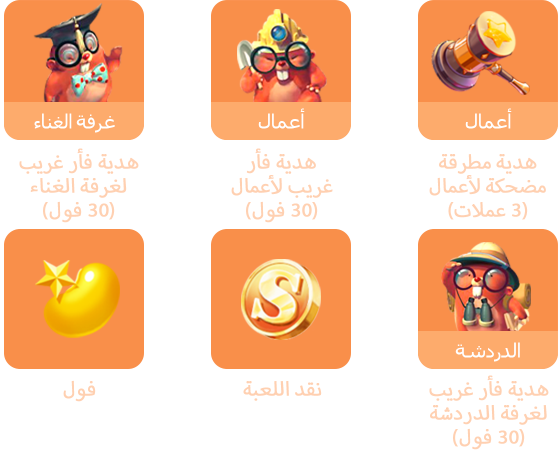 أعمال
هدية مطرقة
مضحكة لأعمال
(3 عملات)
أعمال
هدية فأر
غريب لأعمال
(30 فول)
غرفة الغناء
هدية فأر غريب
لغرفة الغناء
(30 فول)
الدردشة
هدية فأر غريب
لغرفة الدردشة
(30 فول)
S
نقد اللعبة
فول